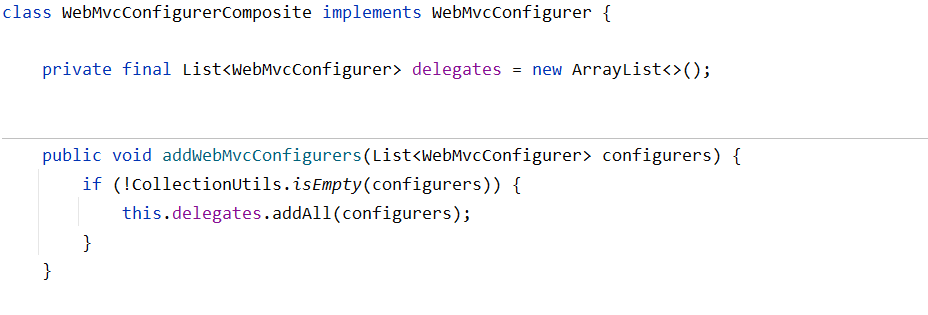 class WebMvcConfigurerComposite implements WebMvcConfigurer {
    private final List<WebMvcConfigurer> delegates = new ArrayList<>();
    public void addWebMvcConfigurers(List<WebMvcConfigurer> configurers) {
        if (!CollectionUtils.isEmpty(configurers)) {
            this.delegates.addAll(configurers);
        }
    }